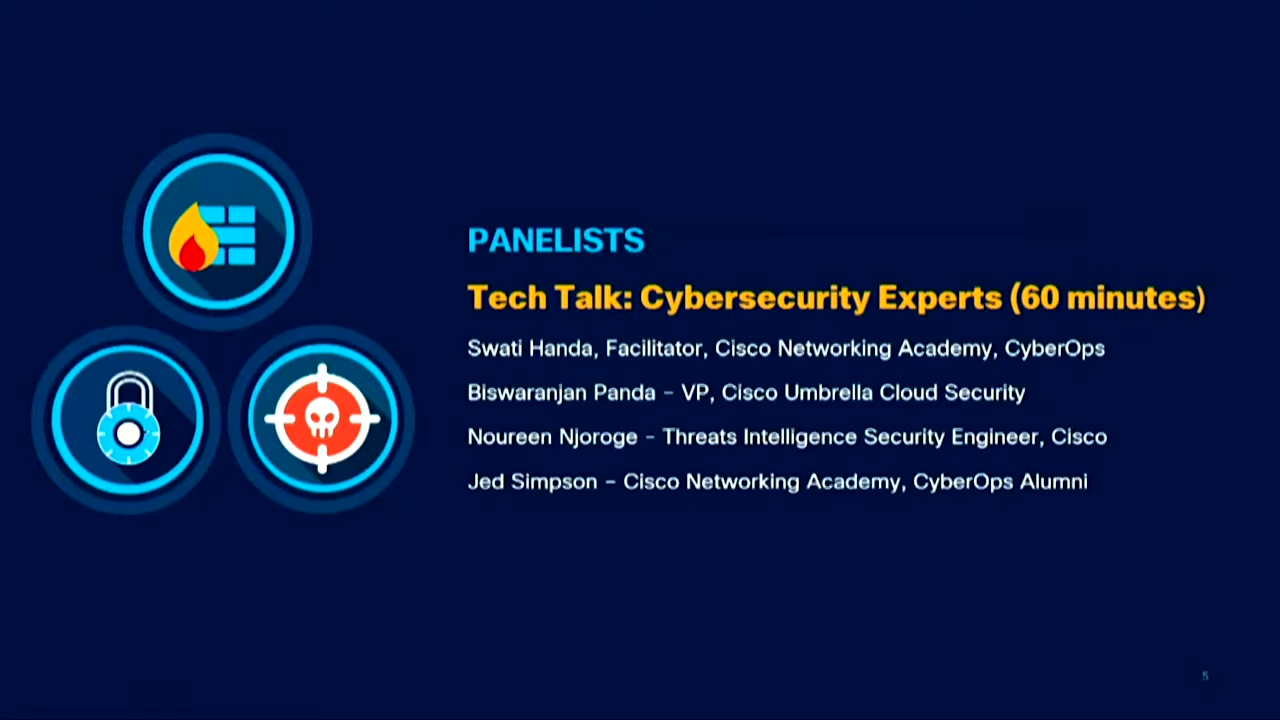 PANELISTS
Tech Talk: Cybersecurity Experts (60 minutes)
Swati Handa, Facilitator, Cisco Networking Academy, CyberOps
Biswaranjan Panda – VP, Cisco Umbrella Cloud Security
Noureen Njoroge – Threats Intelligence Security Engineer, Cisco
Jed Simpson – Cisco Networking Academy, CyberOps Alumni
5